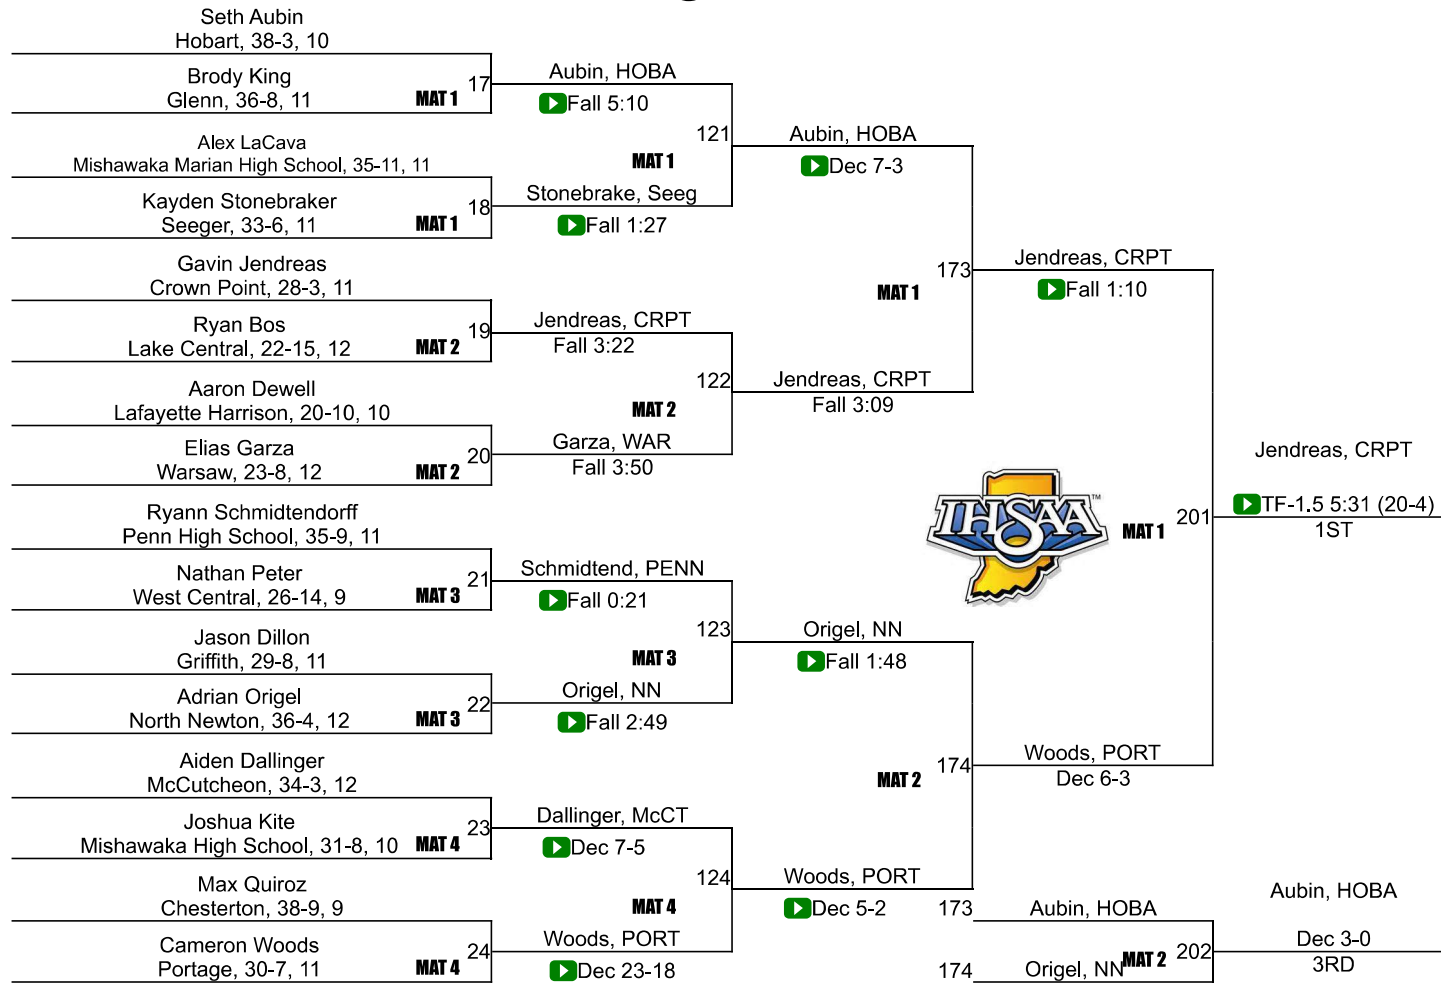 Seth Aubin
Hobart, 38-3, 10
Brody King
Glenn, 36-8, 11
MAT 1
17
Aubin, HOBA
Fall 5:10
Alex LaCava
Mishawaka Marian High School, 35-11, 11
Kayden Stonebraker
Seeger, 33-6, 11
MAT 1
18
Stonebrake, Seeg
Fall 1:27
121
MAT 1
Aubin, HOBA
Dec 7-3
Gavin Jendreas
Crown Point, 28-3, 11
Ryan Bos
Lake Central, 22-15, 12
MAT 2
19
Jendreas, CRPT
Fall 3:22
Aaron Dewell
Lafayette Harrison, 20-10, 10
Elias Garza
Warsaw, 23-8, 12
MAT 2
20
Garza, WAR
Fall 3:50
122
MAT 2
Jendreas, CRPT
Fall 3:09
173
MAT 1
Jendreas, CRPT
Fall 1:10
Ryann Schmidtendorff
Penn High School, 35-9, 11
Nathan Peter
West Central, 26-14, 9
MAT 3
21
Schmidtend, PENN
Fall 0:21
Jason Dillon
Griffith, 29-8, 11
Adrian Origel
North Newton, 36-4, 12
MAT 3
22
Origel, NN
Fall 2:49
123
MAT 3
Origel, NN
Fall 1:48
Aiden Dallinger
McCutcheon, 34-3, 12
Joshua Kite
Mishawaka High School, 31-8, 10
MAT 4
23
Dallinger, McCT
Dec 7-5
Max Quiroz
Chesterton, 38-9, 9
Cameron Woods
Portage, 30-7, 11
MAT 4
24
Woods, PORT
Dec 23-18
124
MAT 4
Woods, PORT
Dec 5-2
174
MAT 2
Woods, PORT
Dec 6-3
IHSAA™
MAT 1
201
Jendreas, CRPT
TF-1.5 5:31 (20-4)
1ST
173
Aubin, HOBA
174
Origel, NN
MAT 2
202
Aubin, HOBA
Dec 3-0
3RD